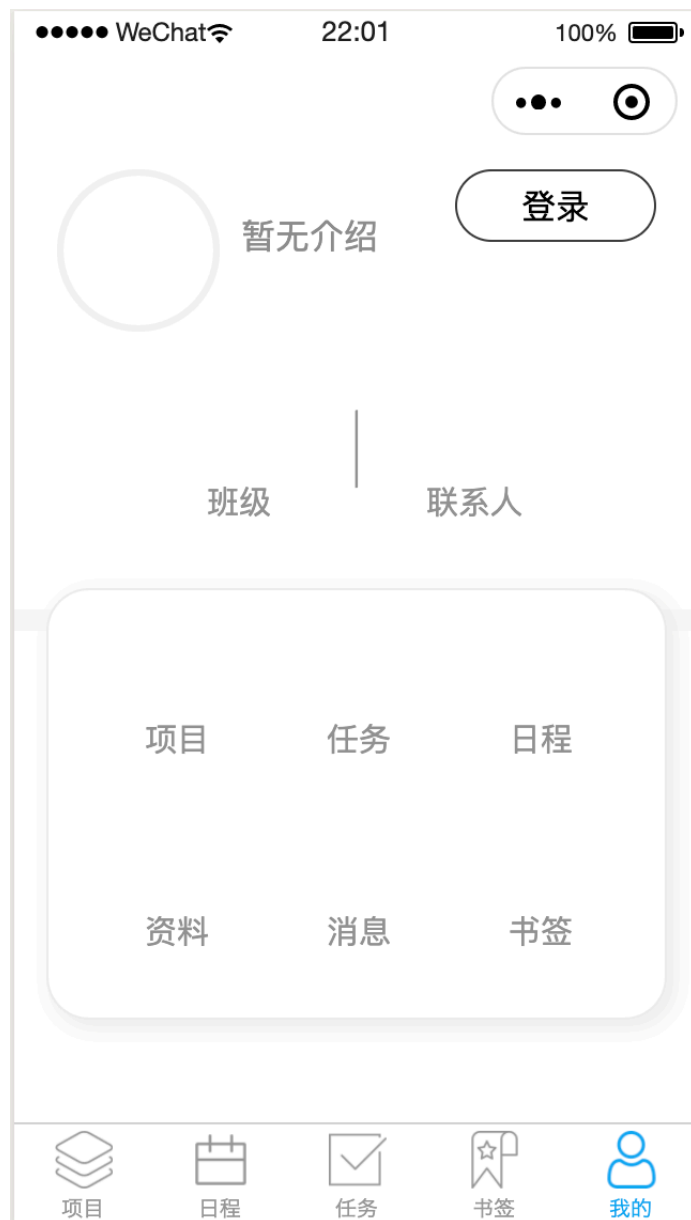 ●●●●● WeChat 22:01 100%
登录
暂无介绍
班级 联系人
项目 任务 日程
资料 消息 书签
项目 日程 任务 书签 我的